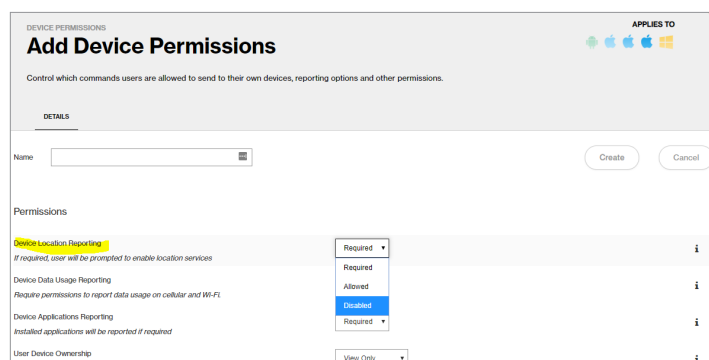 DEVICE PERMISSIONS
APPLIES TO
Add Device Permissions
Control which commands users are allowed to send to their own devices, reporting options and other permissions.
DETAILS
Name
Create
Cancel
Permissions
Device Location Reporting
Required
If required, user will be prompted to enable location services
Required
Device Data Usage Reporting
Allowed
Require permissions to report data usage on cellular and Wi-Fi.
Disabled
Device Applications Reporting
Required
Installed applications will be reported if required
User Device Ownership
View Only